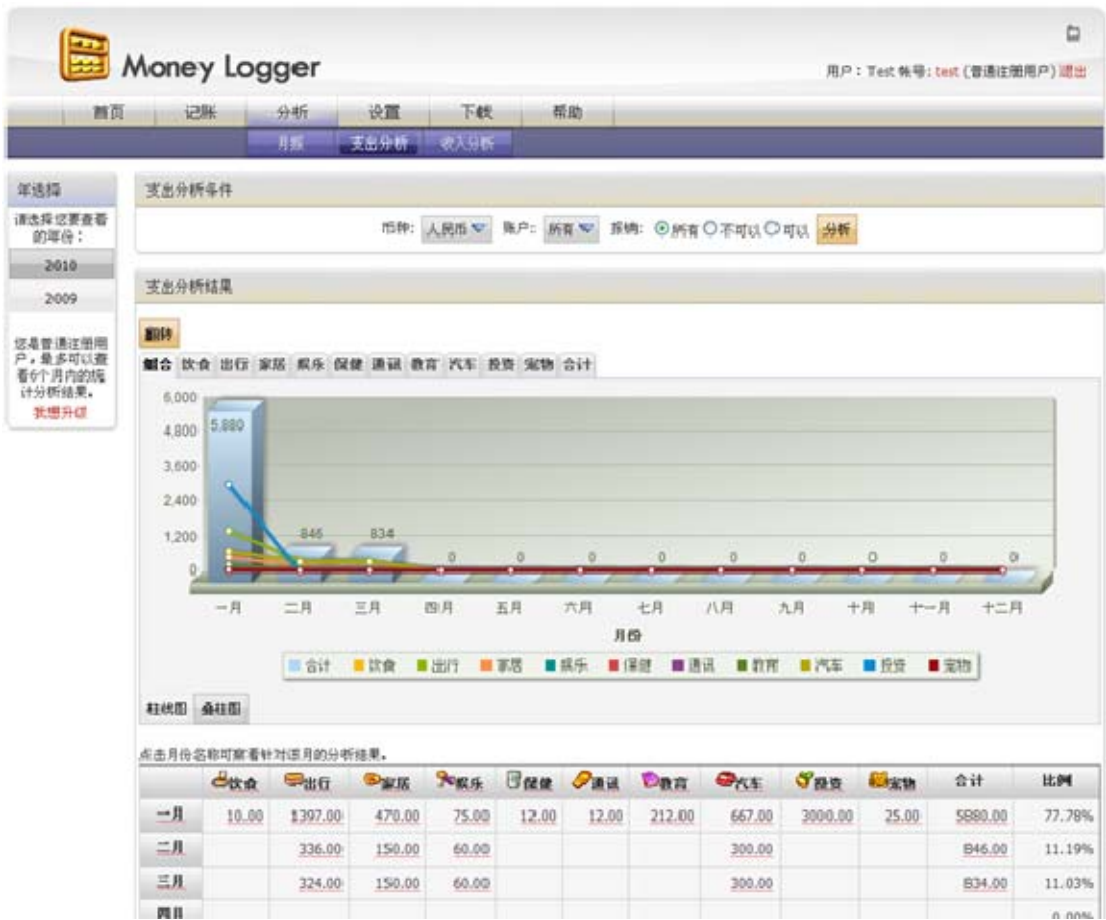 Money Logger
用户：Test 帐号: test (普通注册用户) 退出
首页 记账 分析 设置 下载 帮助
月报 支出分析 收入分析
年选择
请选择您要查看
的年份：
2010
2009
您是普通注册用
户，最多可以查
看6个月内的统
计分析结果。
我想升级
支出分析条件
币种: 人民币 账户: 所有 报销: 所有 不可以 可以 分析
支出分析结果
翻转
组合 饮食 出行 家居 娱乐 保健 通讯 教育 汽车 投资 宠物 合计
6,000
4,800
3,600
2,400
1,200
0
5,880 846 834 0 0 0 0 0 0 0 0 0
一月 二月 三月 四月 五月 六月 七月 八月 九月 十月 十一月 十二月
月份
合计 饮食 出行 家居 娱乐 保健 通讯 教育 汽车 投资 宠物
柱线图 叠柱图
点击月份名称可察看针对该月的分析结果。
饮食 出行 家居 娱乐 保健 通讯 教育 汽车 投资 宠物 合计 比例
一月 10.00 1397.00 470.00 75.00 12.00 12.00 212.00 667.00 3000.00 25.00 5880.00 77.78%
二月 336.00 150.00 60.00 300.00 846.00 11.19%
三月 324.00 150.00 60.00 300.00 834.00 11.03%
四月 0.00%